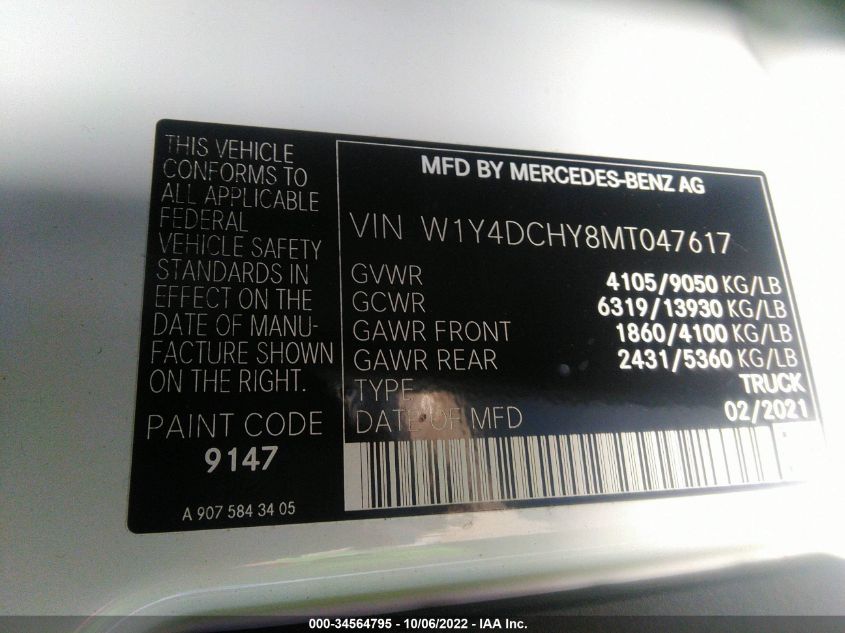 THIS VEHICLE
CONFORMS TO
ALL APPLICABLE
FEDERAL
VEHICLE SAFETY
STANDARDS IN
EFFECT ON THE
DATE OF MANU-
FACTURE SHOWN
ON THE RIGHT.
PAINT CODE
9147
A 907 584 34 05
MFD BY MERCEDES-BENZ AG
VIN W1Y4DCHY8MT047617
GVWR 4105/9050 KG/LB
GCWR 6319/13930 KG/LB
GAWR FRONT 1860/4100 KG/LB
GAWR REAR 2431/5360 KG/LB
TYPE TRUCK
DATE OF MFD 02/2021
000-34564795 - 10/06/2022 - IAA Inc.